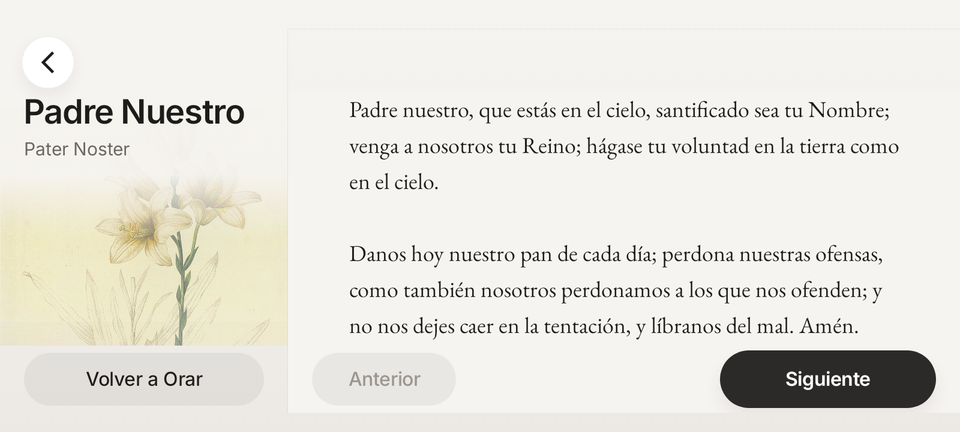 Padre Nuestro
Pater Noster
Volver a Orar
Padre nuestro, que estás en el cielo, santificado sea tu Nombre;
venga a nosotros tu Reino; hágase tu voluntad en la tierra como
en el cielo.
Danos hoy nuestro pan de cada día; perdona nuestras ofensas,
como también nosotros perdonamos a los que nos ofenden; y
no nos dejes caer en la tentación, y líbranos del mal. Amén.
Anterior
Siguiente